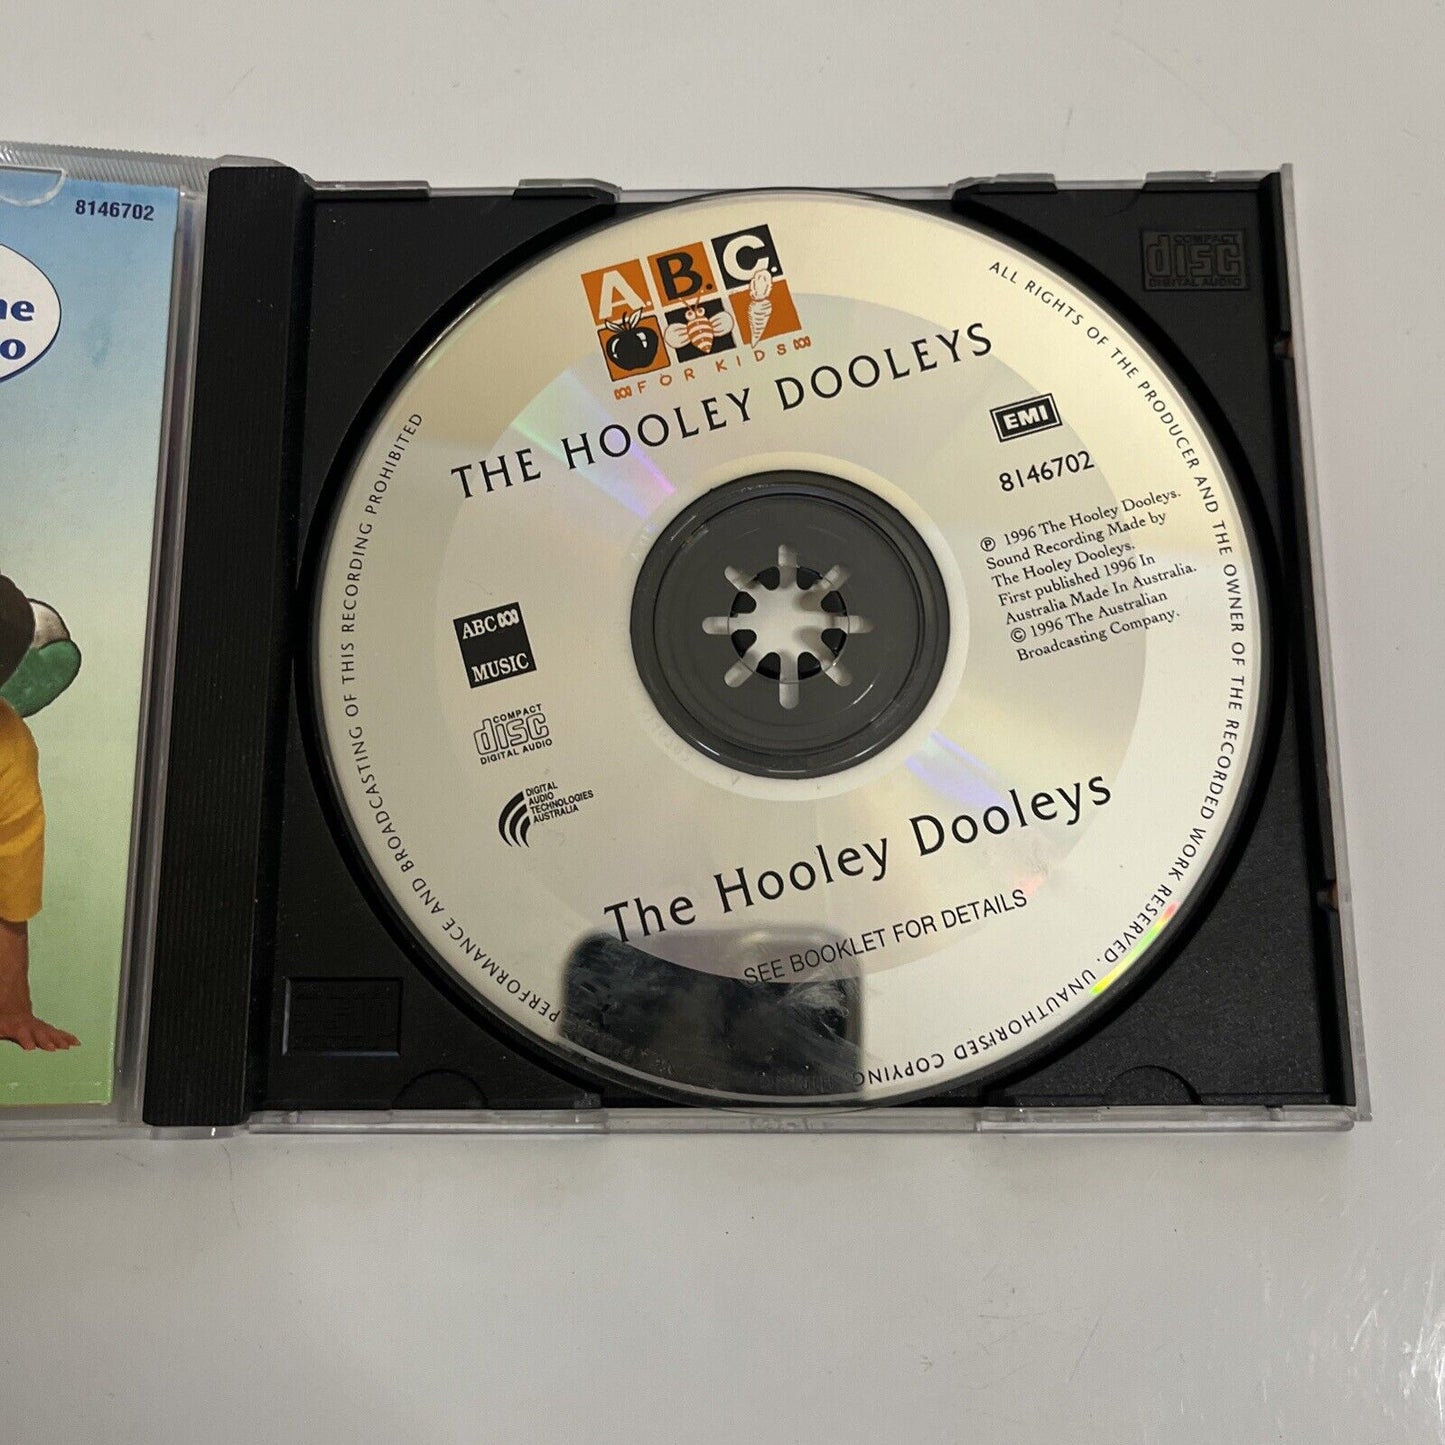 8146702
A.B.C.
FOR KIDS
THE HOOLEY DOOLEYS
EMI
8146702
℗ 1996 The Hooley Dooleys.
Sound Recording Made by
The Hooley Dooleys.
First published 1996 In
Australia Made In Australia.
© 1996 The Australian
Broadcasting Company.
ABC
MUSIC
COMPACT
disc
DIGITAL AUDIO
DIGITAL
AUDIO
TECHNOLOGIES
AUSTRALIA
The Hooley Dooleys
SEE BOOKLET FOR DETAILS
ALL RIGHTS OF THE PRODUCER AND THE OWNER OF THE RECORDED WORK RESERVED. UNAUTHORISED COPYING, PERFORMANCE AND BROADCASTING OF THIS RECORDING PROHIBITED
COMPACT
disc
DIGITAL AUDIO